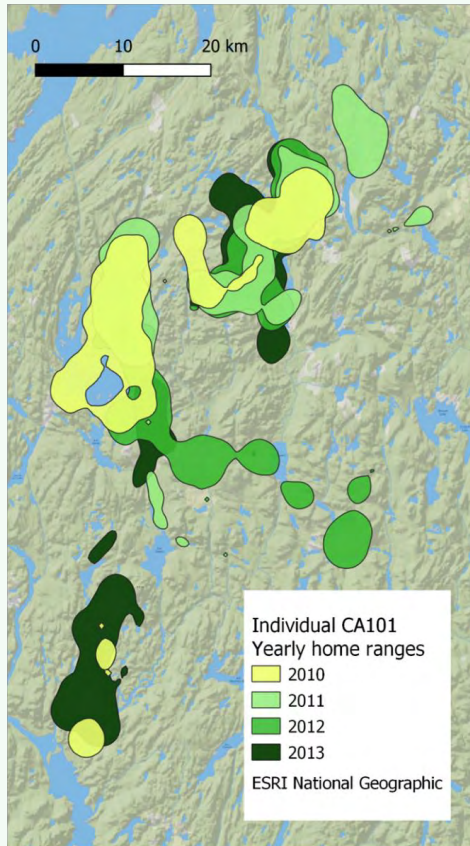 0 10 20 km
Individual CA101
Yearly home ranges
2010
2011
2012
2013
ESRI National Geographic